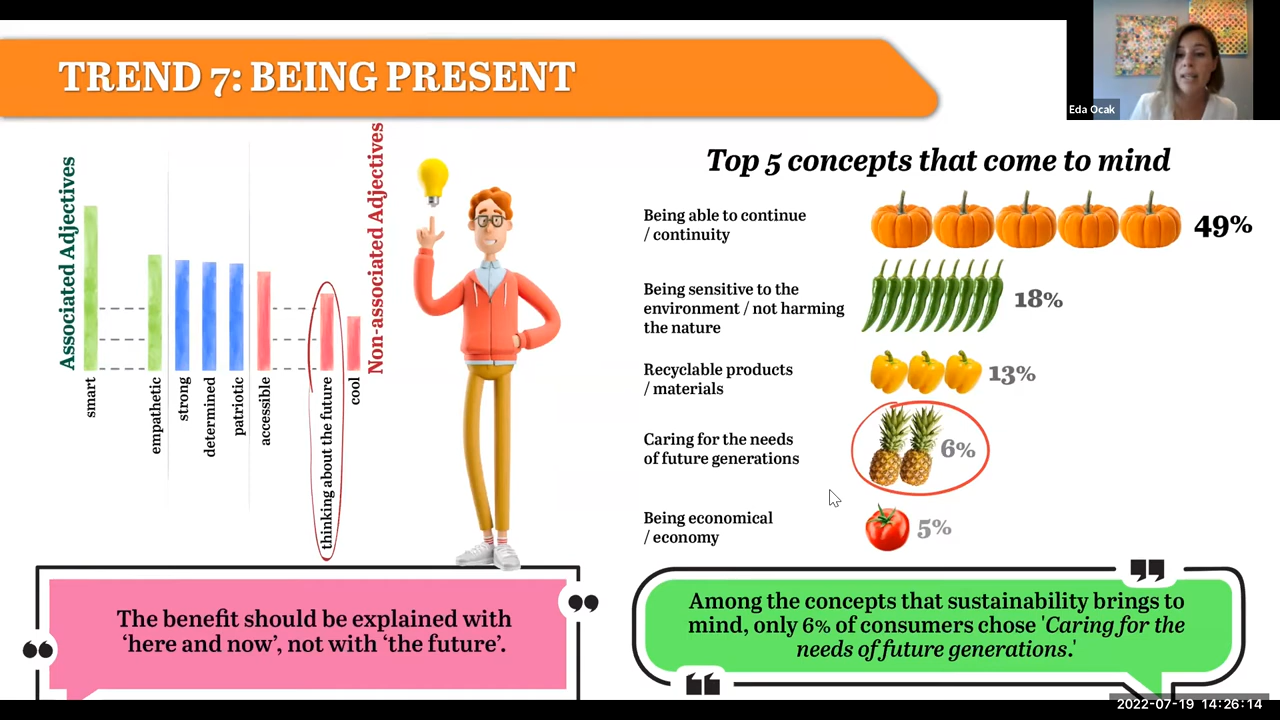 TREND 7: BEING PRESENT
Eda Ocak
Associated Adjectives
smart
empathetic
strong
determined
patriotic
accessible
thinking about the future
cool
Non-associated Adjectives
Top 5 concepts that come to mind
Being able to continue
/ continuity
49%
Being sensitive to the
environment / not harming
the nature
18%
Recyclable products
/ materials
13%
Caring for the needs
of future generations
6%
Being economical
/ economy
5%
The benefit should be explained with
‘here and now’, not with ‘the future’.
Among the concepts that sustainability brings to
mind, only 6% of consumers chose 'Caring for the
needs of future generations.'
2022-07-19 14:26:14